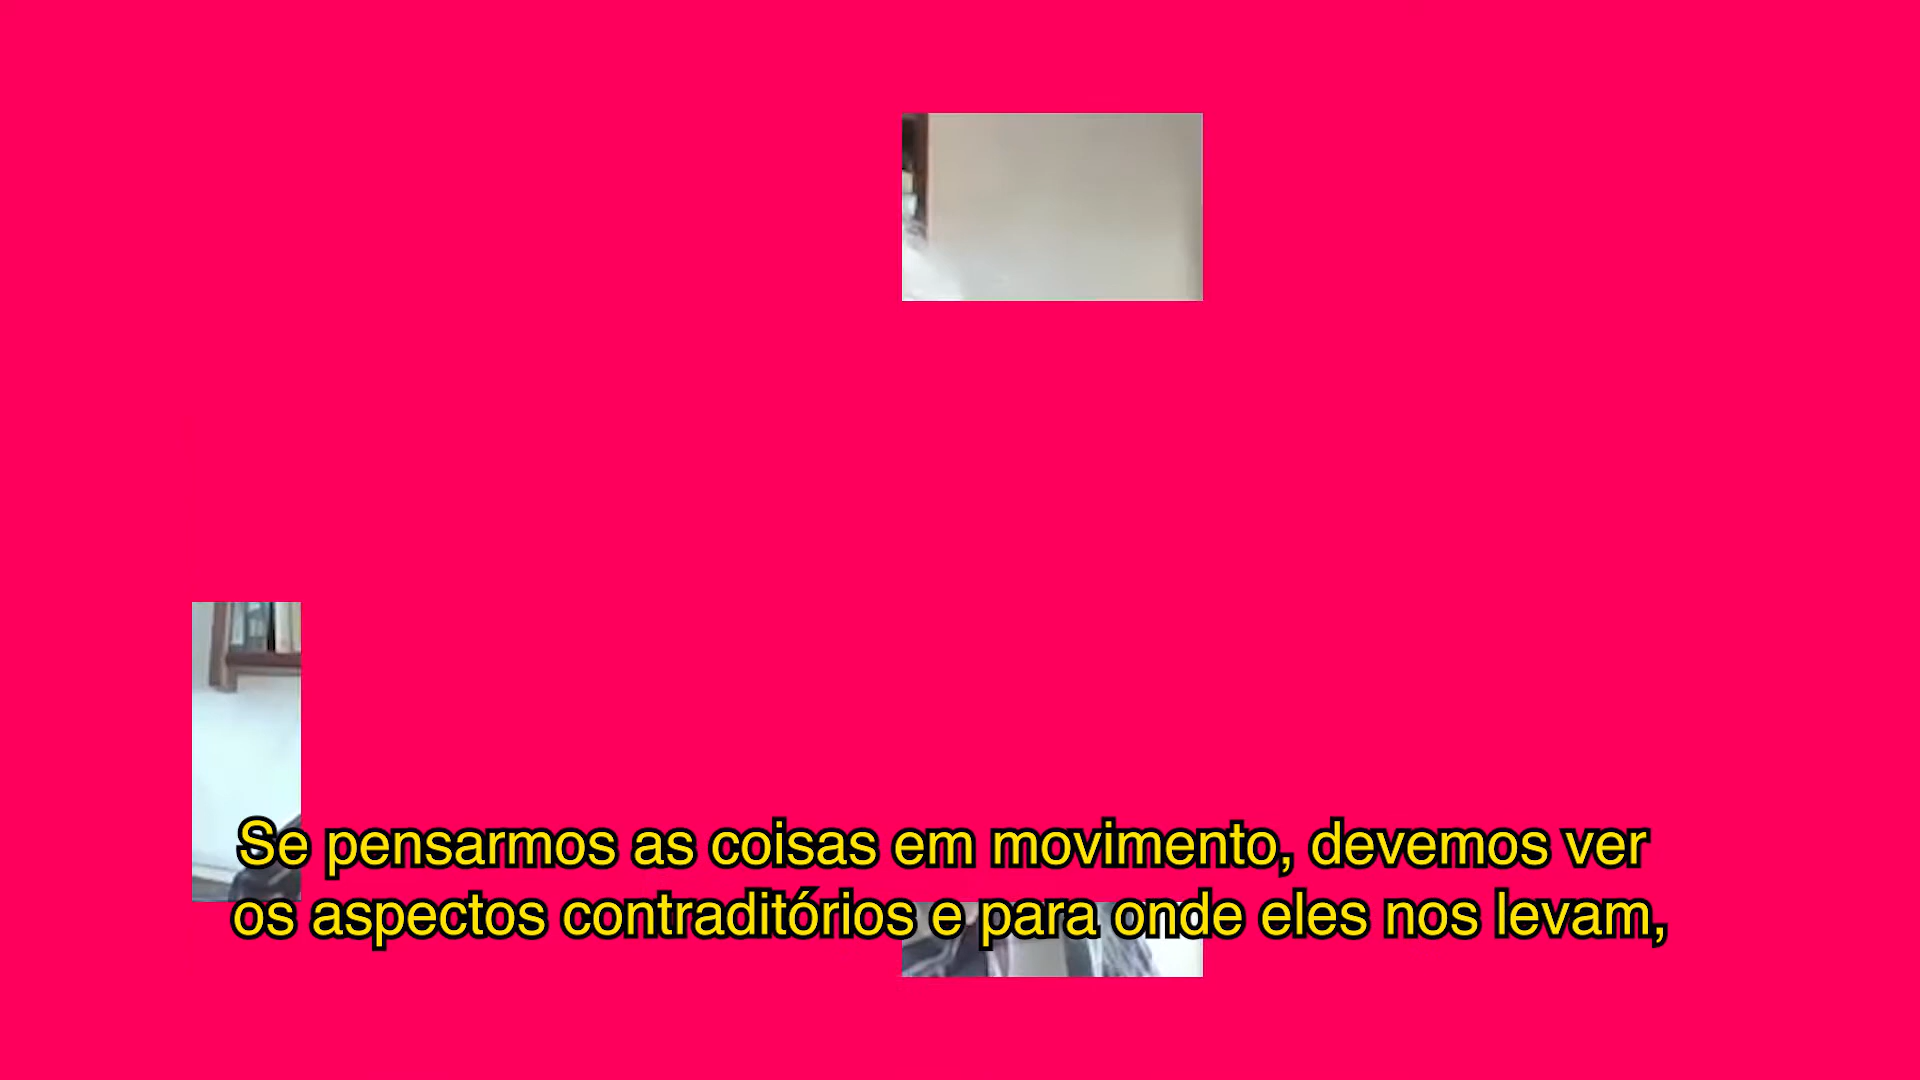 Se pensarmos as coisas em movimento, devemos ver
os aspectos contraditórios e para onde eles nos levam,